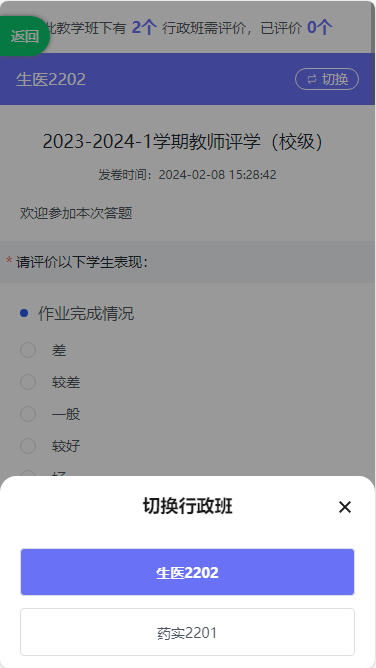 此教学班下有 2个 行政班需评价，已评价 0个
返回
生医2202
切换
2023-2024-1学期教师评学（校级）
发卷时间：2024-02-08 15:28:42
欢迎参加本次答题
* 请评价以下学生表现：
作业完成情况
差
较差
一般
较好
好
切换行政班
生医2202
药实2201